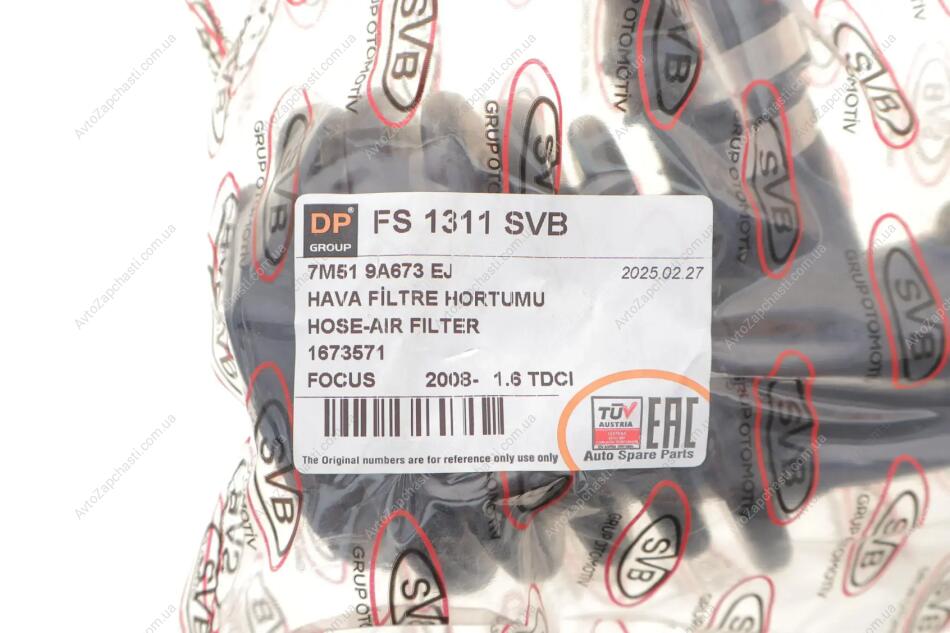 DP® GROUP
FS 1311 SVB
7M51 9A673 EJ
2025.02.27
HAVA FİLTRE HORTUMU
HOSE-AIR FILTER
1673571
FOCUS 2008- 1.6 TDCI
TÜV
AUSTRIA
EAC
Auto Spare Parts
The Original numbers are for reference only use only
SVB
GRUP OTOMOTİV
AvtoZapchasti.com.ua